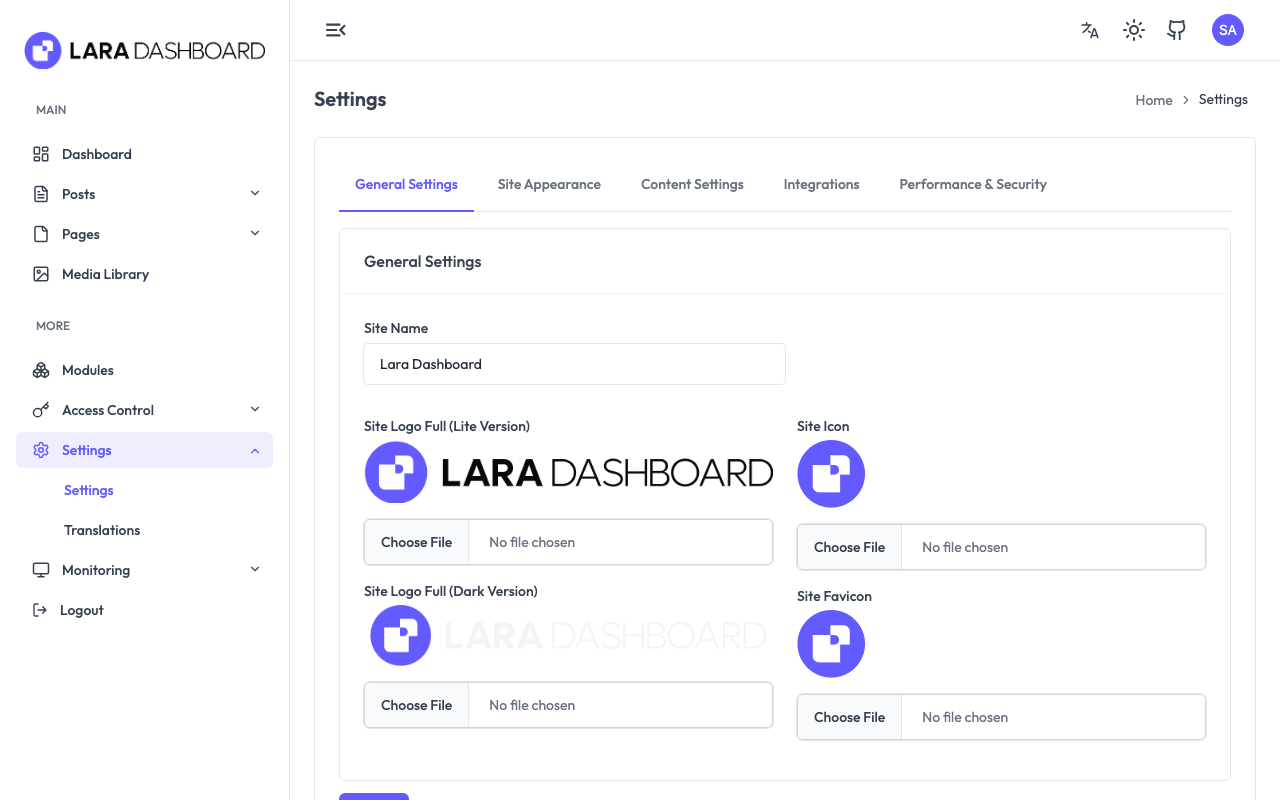 LARA DASHBOARD
SA
MAIN
Dashboard
Posts
Pages
Media Library
MORE
Modules
Access Control
Settings
Settings
Translations
Monitoring
Logout
Settings
Home > Settings
General Settings
Site Appearance
Content Settings
Integrations
Performance & Security
General Settings
Site Name
Lara Dashboard
Site Logo Full (Lite Version)
LARA DASHBOARD
Choose File No file chosen
Site Icon
Choose File No file chosen
Site Logo Full (Dark Version)
LARA DASHBOARD
Choose File No file chosen
Site Favicon
Choose File No file chosen